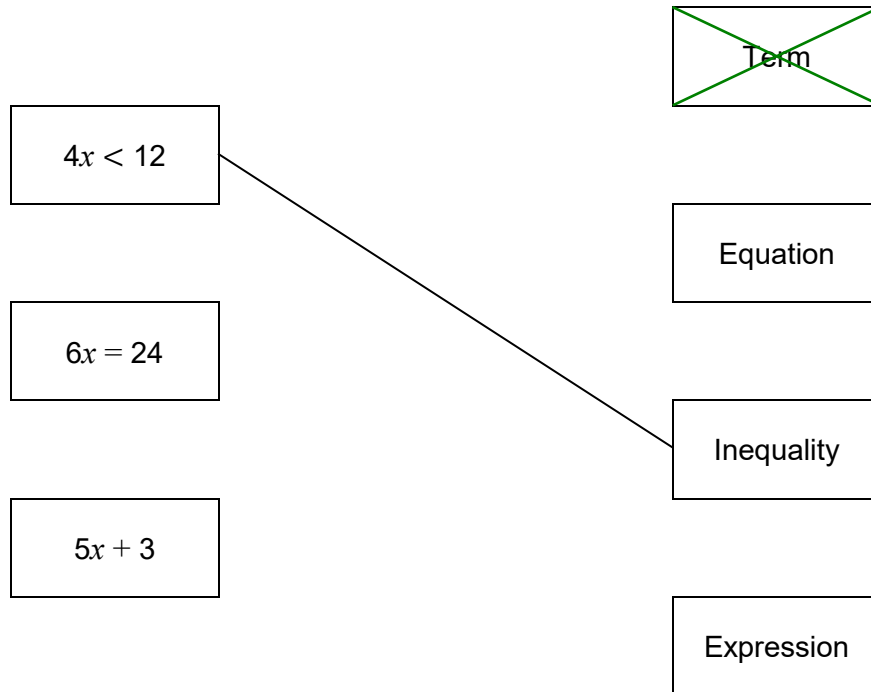 Term
4x < 12
Equation
6x = 24
Inequality
5x + 3
Expression